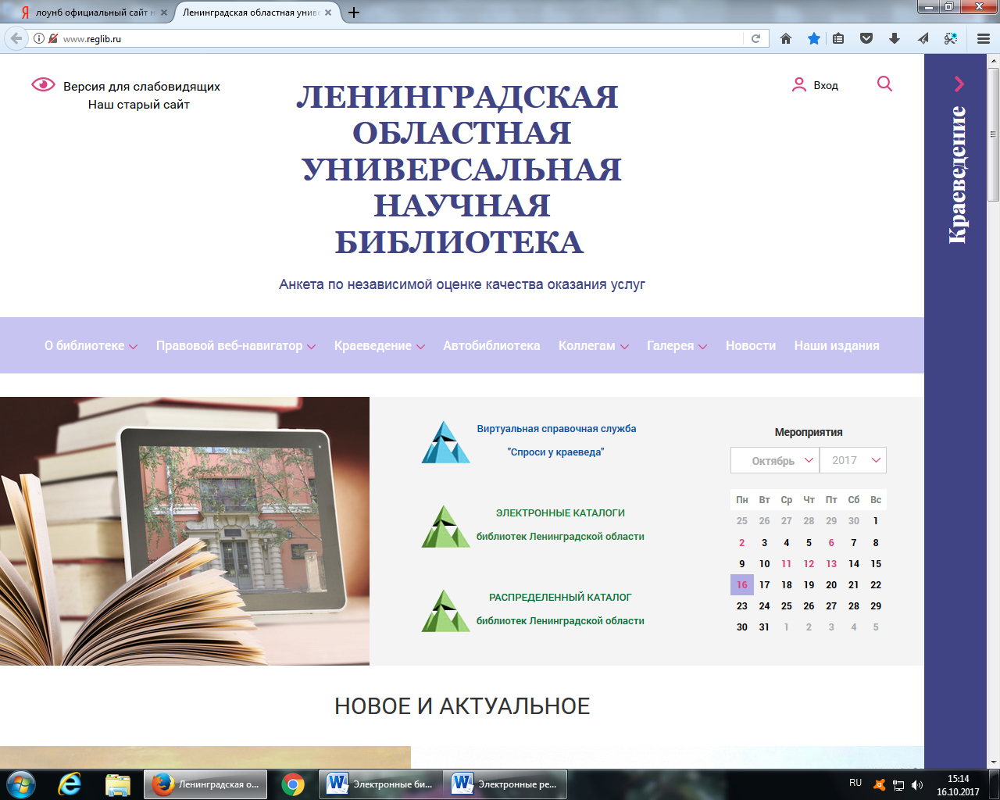 лоунб официальный сайт н
Ленинградская областная униве
www.reglib.ru
Версия для слабовидящих
Наш старый сайт
ЛЕНИНГРАДСКАЯ
ОБЛАСТНАЯ
УНИВЕРСАЛЬНАЯ
НАУЧНАЯ
БИБЛИОТЕКА
Вход
Краеведение
Анкета по независимой оценке качества оказания услуг
О библиотеке Правовой веб-навигатор Краеведение Автобиблиотека Коллегам Галерея Новости Наши издания
Виртуальная справочная служба
"Спроси у краеведа"
ЭЛЕКТРОННЫЕ КАТАЛОГИ
библиотек Ленинградской области
РАСПРЕДЕЛЕННЫЙ КАТАЛОГ
библиотек Ленинградской области
Мероприятия
Октябрь 2017
Пн Вт Ср Чт Пт Сб Вс
25 26 27 28 29 30 1
2 3 4 5 6 7 8
9 10 11 12 13 14 15
16 17 18 19 20 21 22
23 24 25 26 27 28 29
30 31 1 2 3 4 5
НОВОЕ И АКТУАЛЬНОЕ
Ленинградская о...
Электронные би...
Электронные ре...
RU
15:14
16.10.2017